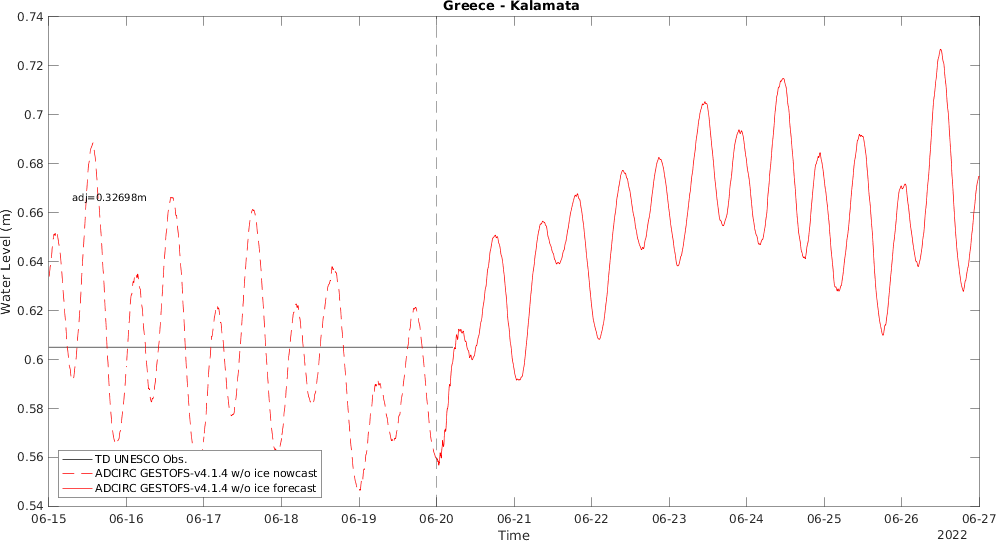 Greece - Kalamata
Water Level (m)
0.74
0.72
0.7
0.68
0.66
0.64
0.62
0.6
0.58
0.56
0.54
adj=0.32698m
TD UNESCO Obs.
ADCIRC GESTOFS-v4.1.4 w/o ice nowcast
ADCIRC GESTOFS-v4.1.4 w/o ice forecast
06-15 06-16 06-17 06-18 06-19 06-20 06-21 06-22 06-23 06-24 06-25 06-26 06-27
Time
2022